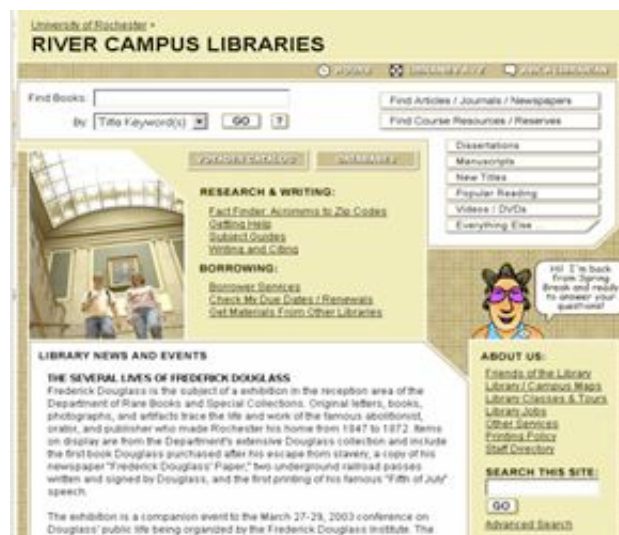 University of Rochester
RIVER CAMPUS LIBRARIES
HOURS LIBRARY A-Z ASK A LIBRARIAN
Find Books:
By: Title Keyword(s) GO ?
Find Articles / Journals / Newspapers
Find Course Resources / Reserves
Dissertations
Manuscripts
New Titles
Popular Reading
Videos / DVDs
Everything Else ...
VOYAGER CATALOG DATABASES
RESEARCH & WRITING:
Fact Finder: Acronyms to Zip Codes
Getting Help
Subject Guides
Writing and Citing
BORROWING:
Borrower Services
Check My Due Dates / Renewals
Get Materials From Other Libraries
Hi! I'm back
from Spring
Break and ready
to answer your
questions!
LIBRARY NEWS AND EVENTS
THE SEVERAL LIVES OF FREDERICK DOUGLASS
Frederick Douglass is the subject of a exhibition in the reception area of the
Department of Rare Books and Special Collections. Original letters, books,
photographs, and artifacts trace the life and work of the famous abolitionist,
orator, and publisher who made Rochester his home from 1847 to 1872. Items
on display are from the Department's extensive Douglass collection and include
the first book Douglass purchased after his escape from slavery, a copy of his
newspaper "Frederick Douglass' Paper," two underground railroad passes
written and signed by Douglass, and the first printing of his famous "Fifth of July"
speech.
The exhibition is a companion event to the March 27-29, 2003 conference on
Douglass' public life being organized by the Frederick Douglass Institute. The
ABOUT US:
Friends of the Library
Library / Campus Maps
Library Classes & Tours
Library Jobs
Other Services
Printing Policy
Staff Directory
SEARCH THIS SITE:
GO
Advanced Search